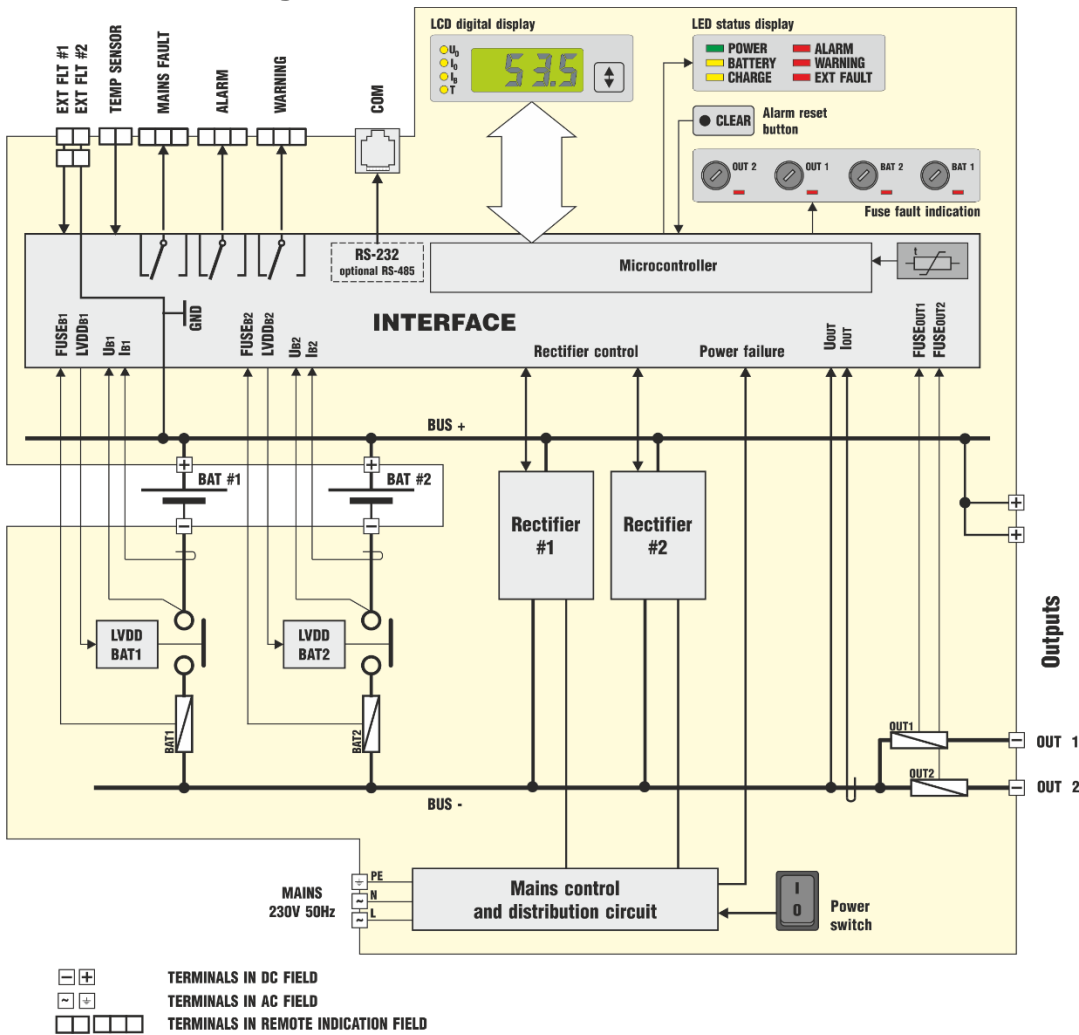 LCD digital display
LED status display
U0
I0
IB
T
53.5
POWER
BATTERY
CHARGE
ALARM
WARNING
EXT FAULT
CLEAR
Alarm reset
button
OUT 2
OUT 1
BAT 2
BAT 1
Fuse fault indication
EXT FLT #1
EXT FLT #2
TEMP SENSOR
MAINS FAULT
ALARM
WARNING
COM
RS-232
optional RS-485
Microcontroller
t
INTERFACE
GND
FUSEB1
LVDDB1
UB1
IB1
FUSEB2
LVDDB2
UB2
IB2
Rectifier control
Power failure
UOUT
IOUT
FUSEOUT1
FUSEOUT2
BUS +
BAT #1
BAT #2
Rectifier
#1
Rectifier
#2
LVDD
BAT1
LVDD
BAT2
BAT1
BAT2
Outputs
OUT1
OUT 1
OUT2
OUT 2
BUS -
MAINS
230V 50Hz
PE
N
L
Mains control
and distribution circuit
I
0
Power
switch
TERMINALS IN DC FIELD
TERMINALS IN AC FIELD
TERMINALS IN REMOTE INDICATION FIELD